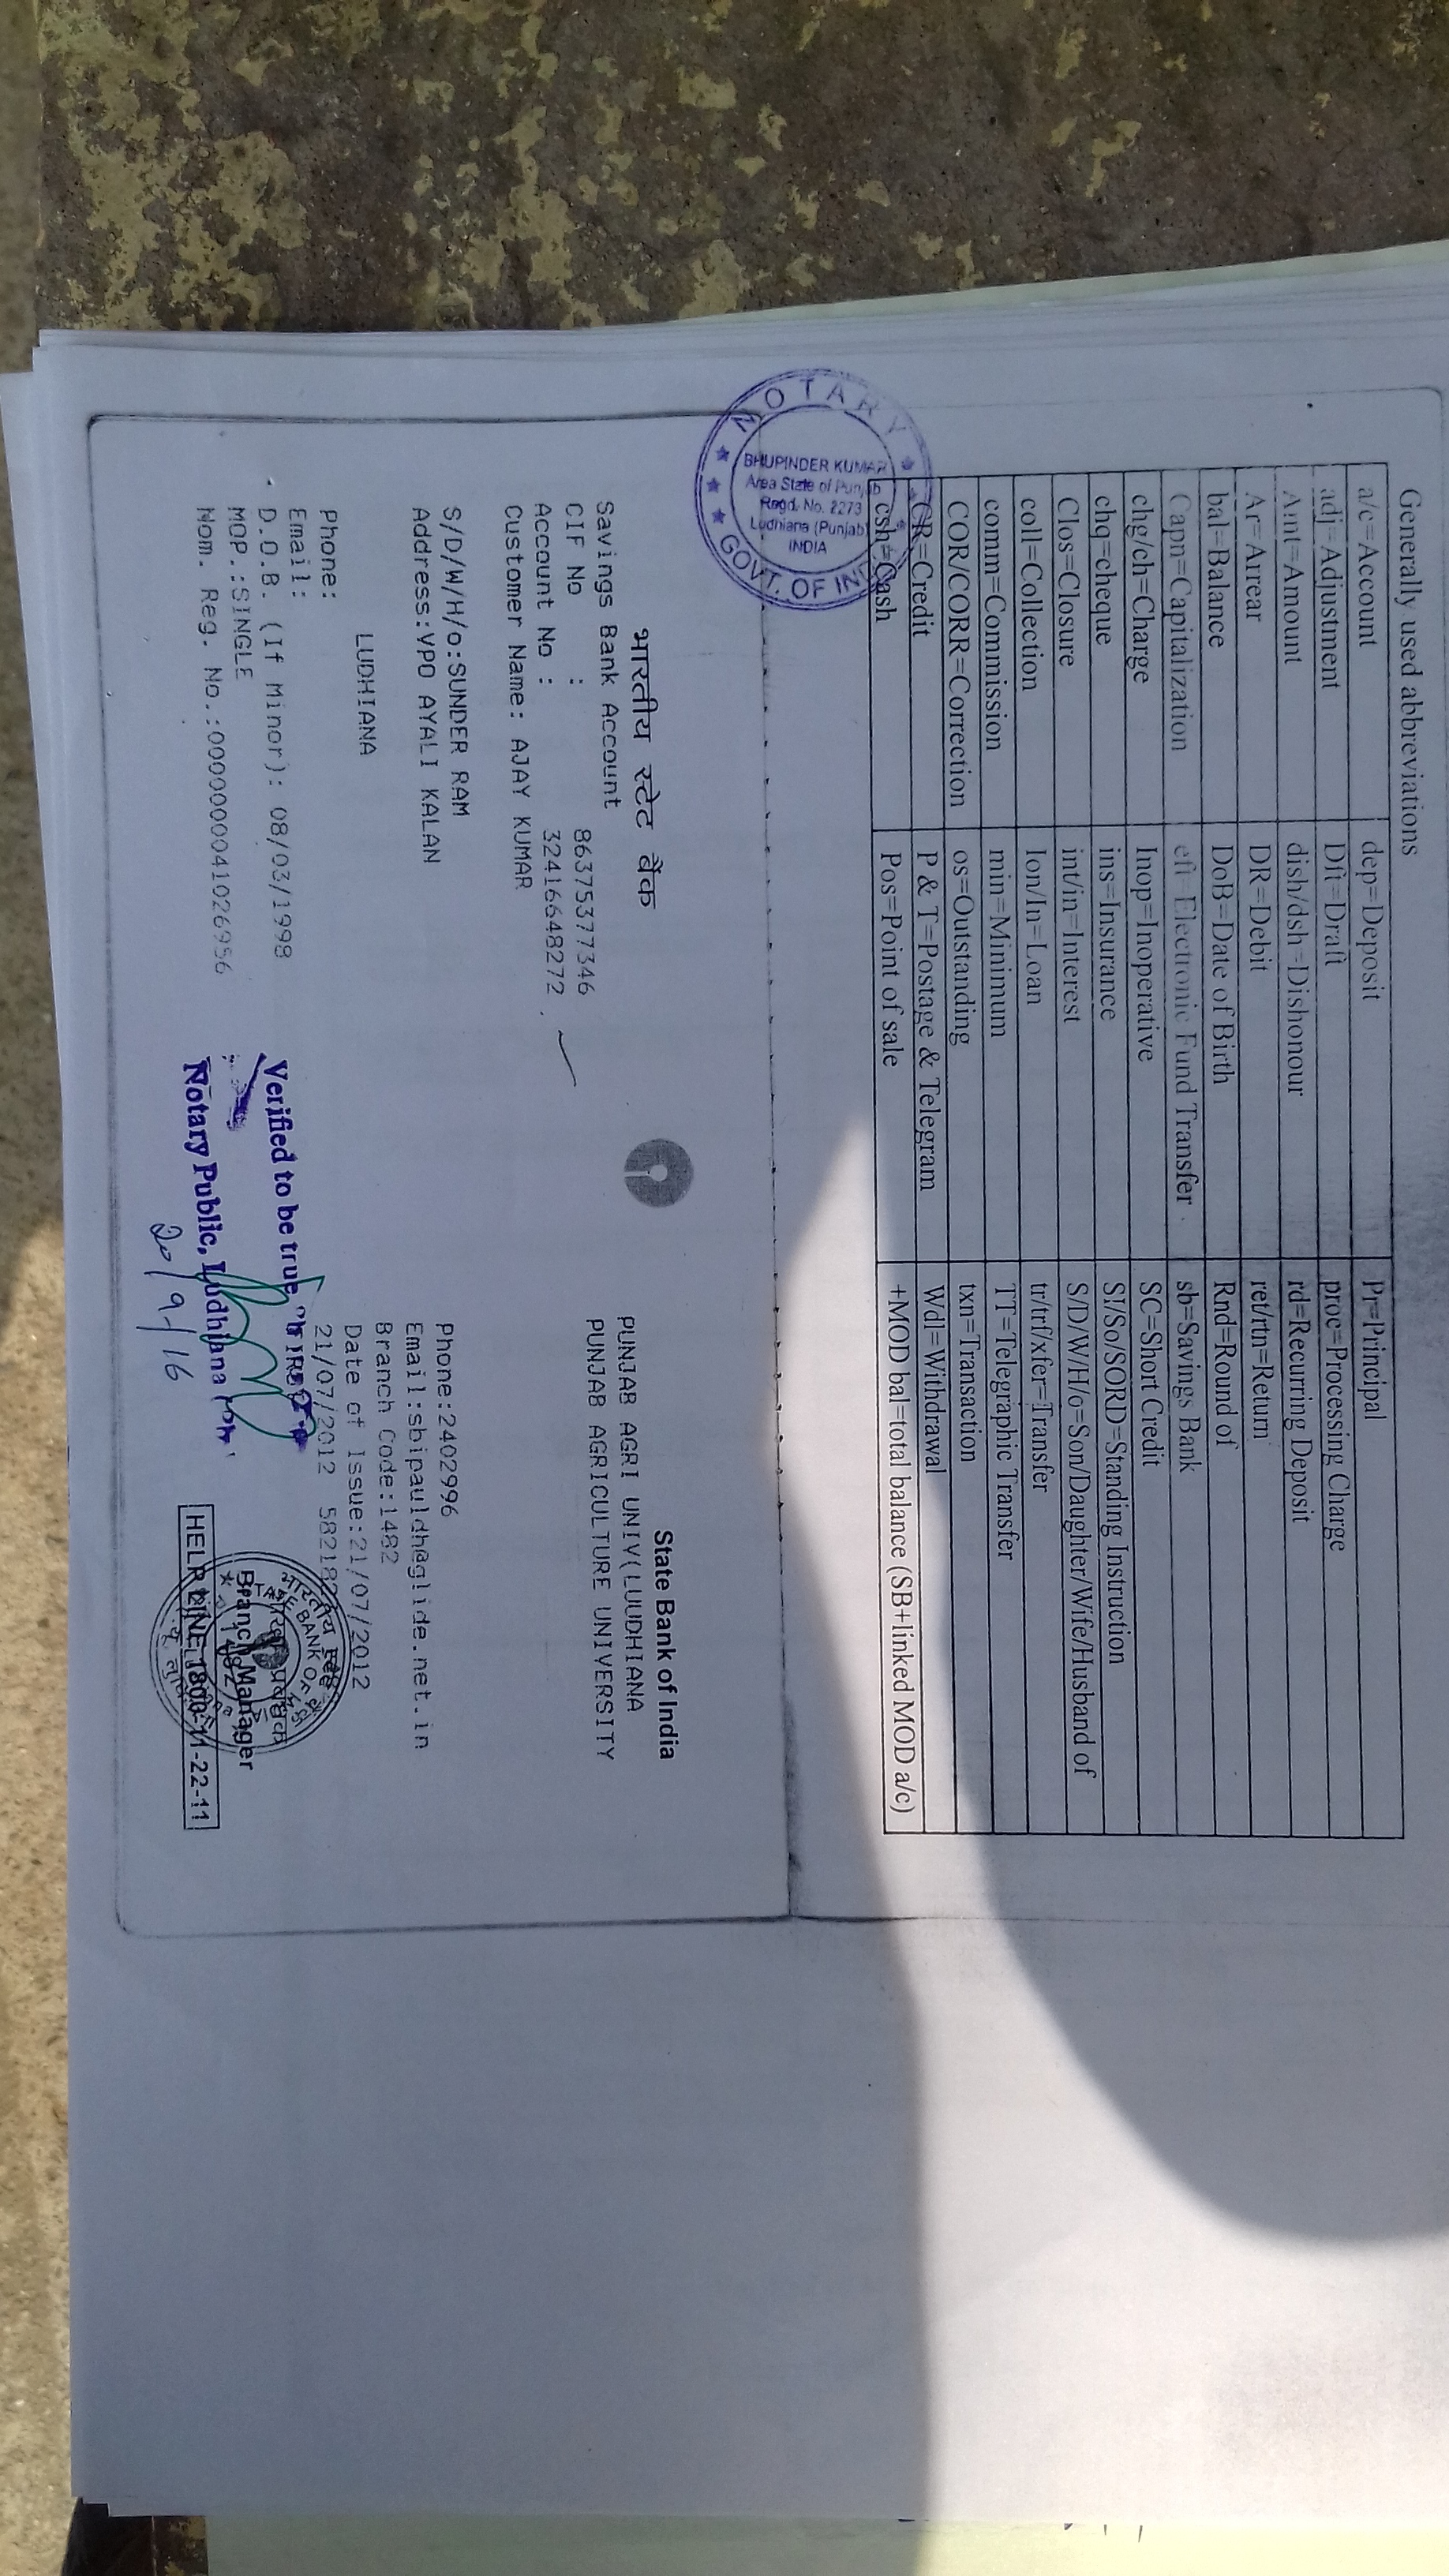 Generally used abbreviations
a/c=Account dep=Deposit Pr=Principal
adj=Adjustment Dft=Draft proc=Processing Charge
Amt=Amount dish/dsh=Dishonour rd=Recurring Deposit
Ar=Arrear DR=Debit ret/rtn=Return
bal=Balance DoB=Date of Birth Rnd=Round of
Capn=Capitalization eft=Electronic Fund Transfer sb=Savings Bank
chg/ch=Charge Inop=Inoperative SC=Short Credit
chq=cheque ins=Insurance SI/So/SORD=Standing Instruction
Clos=Closure int/in=Interest S/D/W/H/o=Son/Daughter/Wife/Husband of
coll=Collection lon/ln=Loan tr/trf/xfer=Transfer
comm=Commission min=Minimum TT=Telegraphic Transfer
COR/CORR=Correction os=Outstanding txn=Transaction
CR=Credit P & T=Postage & Telegram Wdl=Withdrawal
csh=Cash Pos=Point of sale +MOD bal=total balance (SB+linked MOD a/c)
NOTARY
GOVT. OF INDIA
BHUPINDER KUMAR
Area State of Punjab
Regd. No. 2273
Ludhiana (Punjab)
INDIA
भारतीय स्टेट बैंक
State Bank of India
Savings Bank Account
CIF No : 86375377346
Account No : 32416648272
Customer Name: AJAY KUMAR
S/D/W/H/o:SUNDER RAM
Address:VPO AYALI KALAN
LUDHIANA
Phone:
Email:
D.O.B. (If Minor): 08/03/1998
MOP.:SINGLE
Nom. Reg. No.:0000000041026956
PUNJAB AGRI UNIV(LUUDHIANA
PUNJAB AGRICULTURE UNIVERSITY
Phone:2402996
Email:sbipauldh@glide.net.in
Branch Code:1482
Date of Issue:21/07/2012
21/07/2012 582182
Verified to be true
Notary Public, Ludhiana
20/9/16
STATE BANK OF INDIA
भारतीय स्टेट बैंक
1482
Branch Manager
HELP LINE 1800-11-22-11